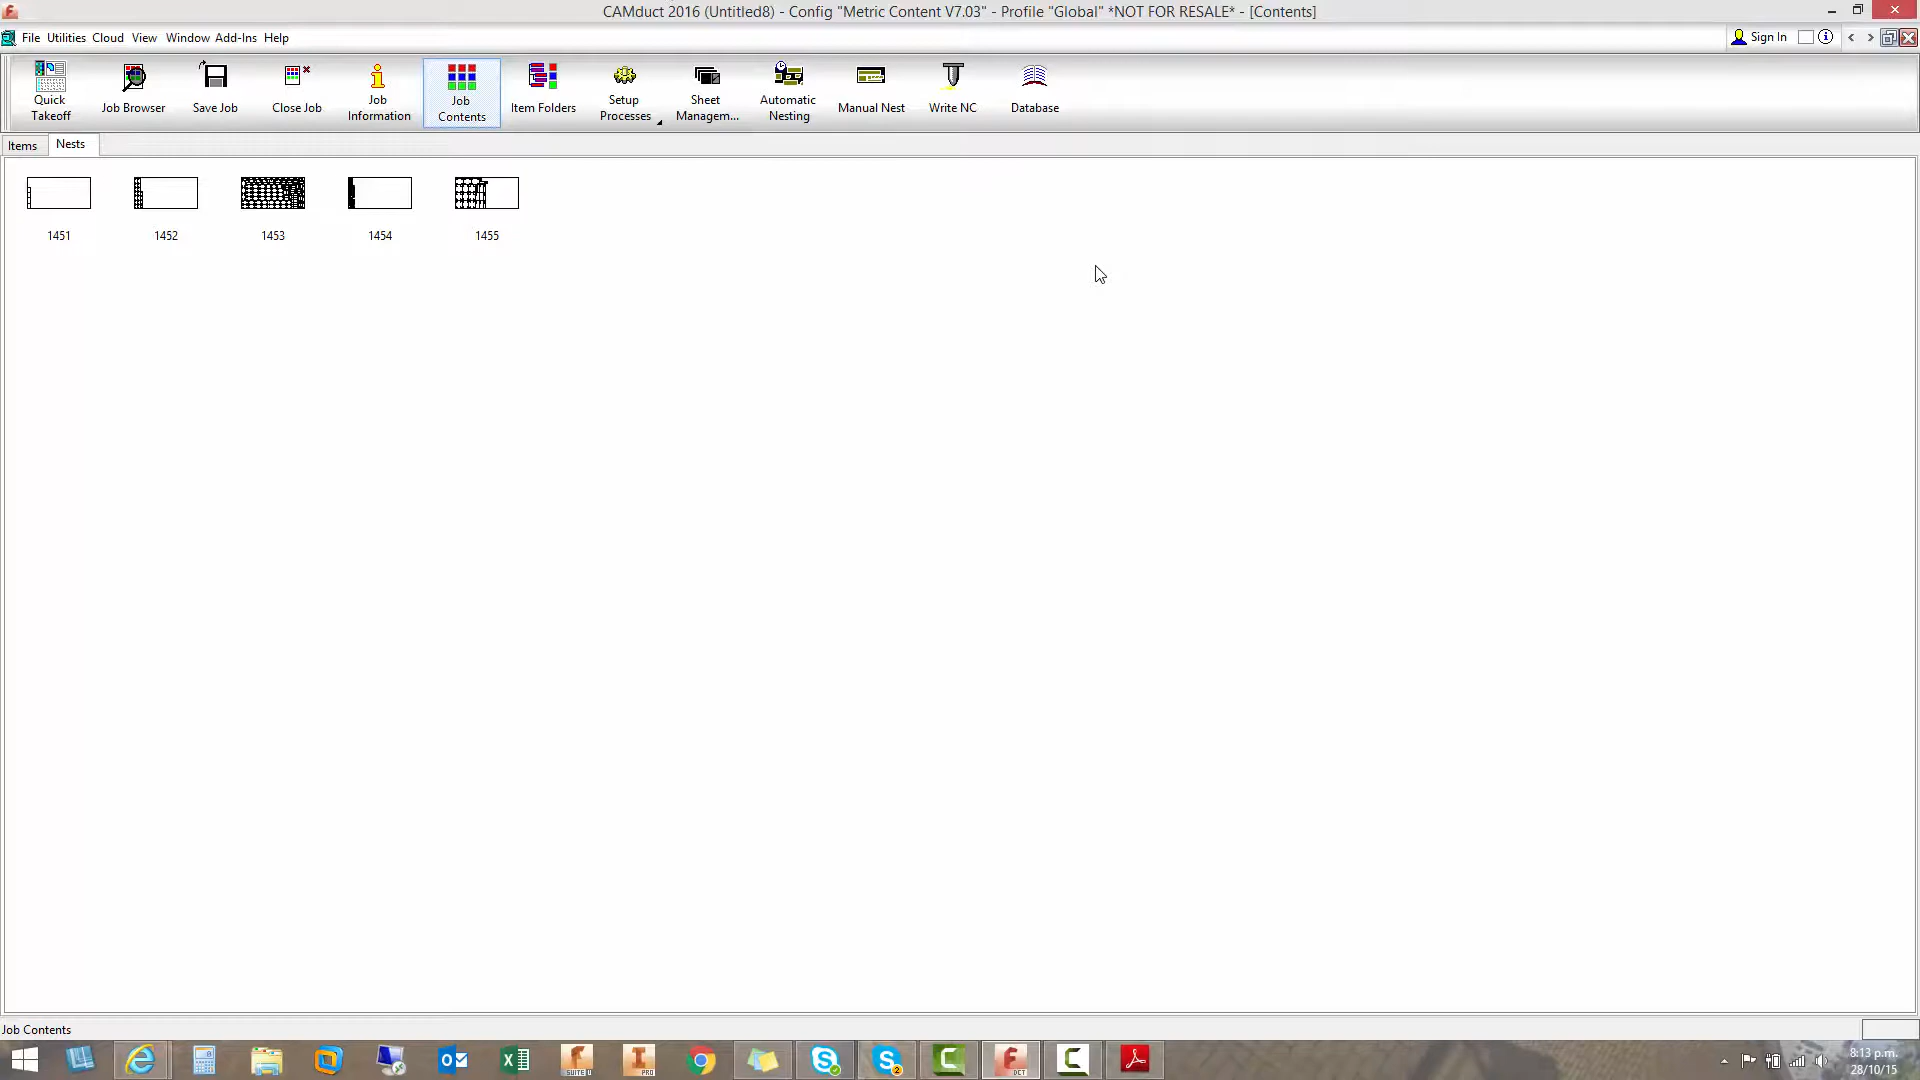 CAMduct 2016 (Untitled8) - Config "Metric Content V7.03" - Profile "Global" *NOT FOR RESALE* - [Contents]
File Utilities Cloud View Window Add-Ins Help
Sign In
Quick Takeoff
Job Browser
Save Job
Close Job
Job Information
Job Contents
Item Folders
Setup Processes
Sheet Managem...
Automatic Nesting
Manual Nest
Write NC
Database
Items Nests
1451 1452 1453 1454 1455
Job Contents
8:13 p.m.
28/10/15